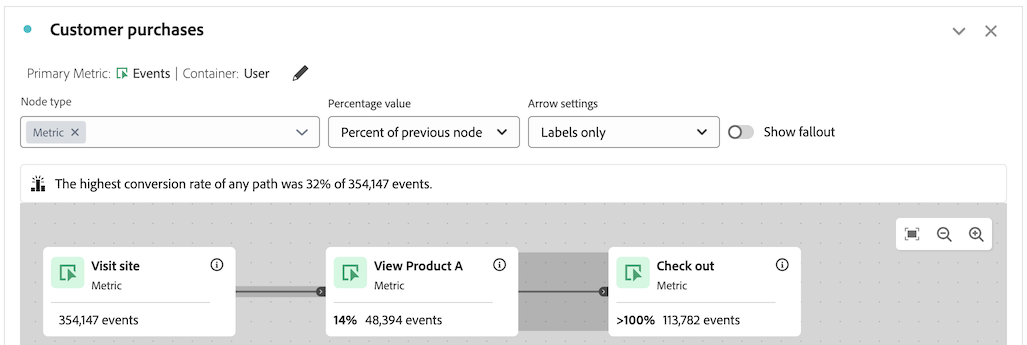 Customer purchases
Primary Metric: Events | Container: User
Node type
Percentage value
Arrow settings
Metric
Percent of previous node
Labels only
Show fallout
The highest conversion rate of any path was 32% of 354,147 events.
Visit site
Metric
354,147 events
View Product A
Metric
14% 48,394 events
Check out
Metric
>100% 113,782 events